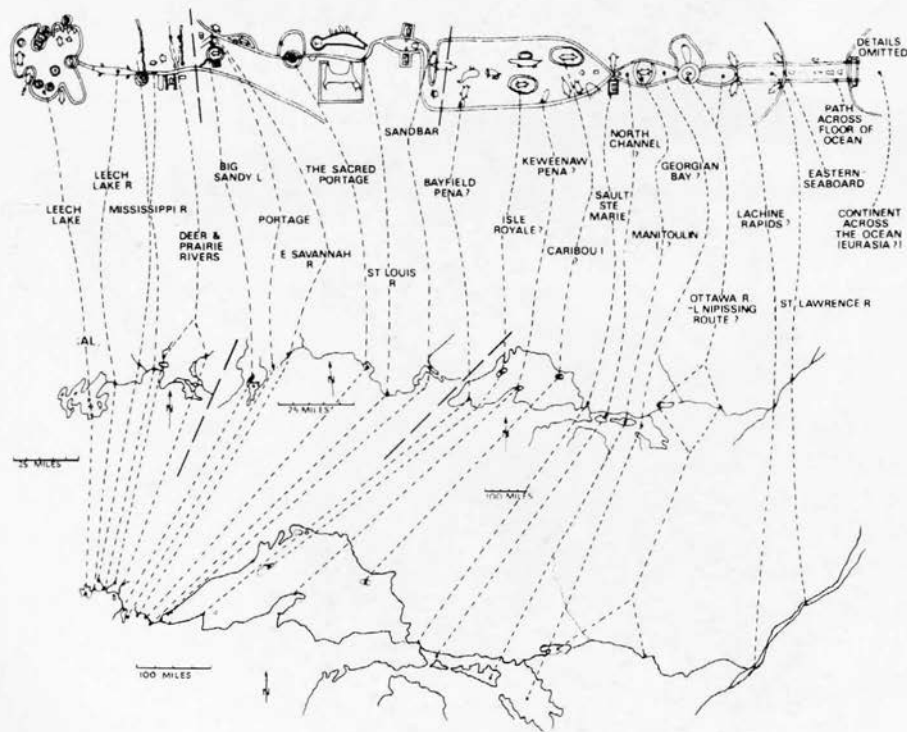 DETAILS
OMITTED
PATH
ACROSS
FLOOR OF
OCEAN
SANDBAR
NORTH
CHANNEL
LEECH
LAKE R
BIG
SANDY L
THE SACRED
PORTAGE
KEWEENAW
PENA ?
GEORGIAN
BAY ?
EASTERN-
SEABOARD
LEECH
LAKE
MISSISSIPPI R
BAYFIELD
PENA ?
SAULT
STE
MARIE
DEER &
PRAIRIE
RIVERS
PORTAGE
ISLE
ROYALE ?
MANITOULIN
?
LACHINE
RAPIDS ?
CONTINENT
ACROSS
THE OCEAN
(EURASIA ?)
E SAVANNAH
R
CARIBOU I
?
ST LOUIS
R
OTTAWA R
-L NIPISSING
ROUTE ?
ST LAWRENCE R
AL
N
25 MILES
N
25 MILES
N
100 MILES
100 MILES
N